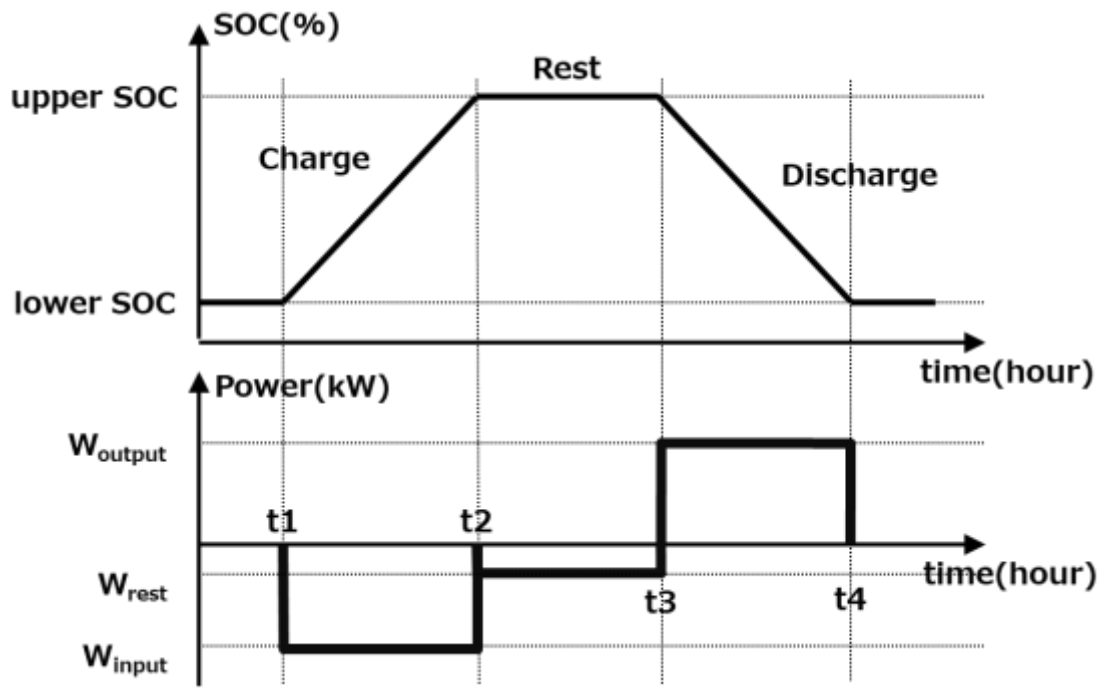 SOC(%)
Rest
upper SOC
Charge
Discharge
lower SOC
time(hour)
Power(kW)
Woutput
t1
t2
time(hour)
Wrest
t3
t4
Winput